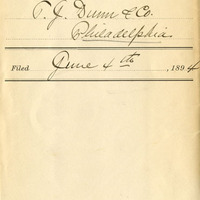 T. J. Dunn & Co.
Philadelphia
Filed June 4th, 1894